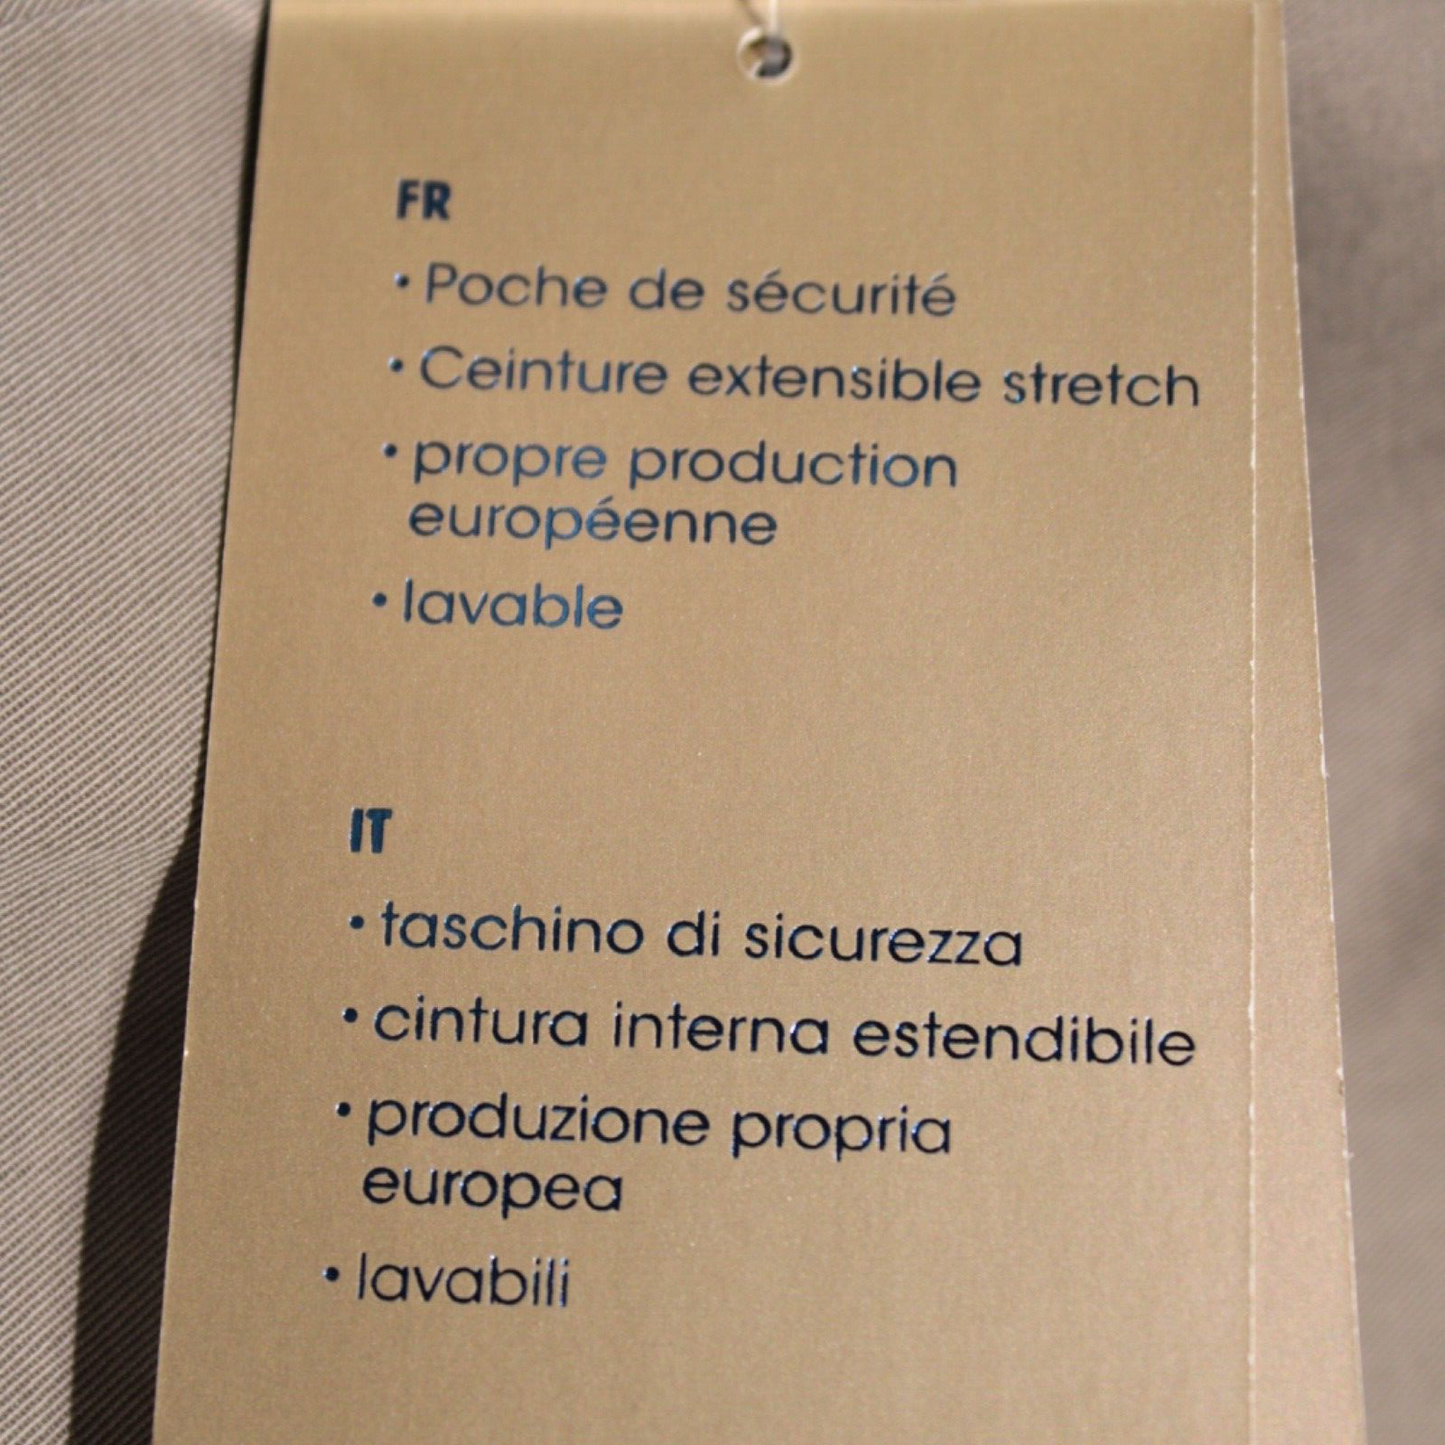 FR
• Poche de sécurité
• Ceinture extensible stretch
• propre production
européenne
• lavable
IT
• taschino di sicurezza
• cintura interna estendibile
• produzione propria
europea
• lavabili